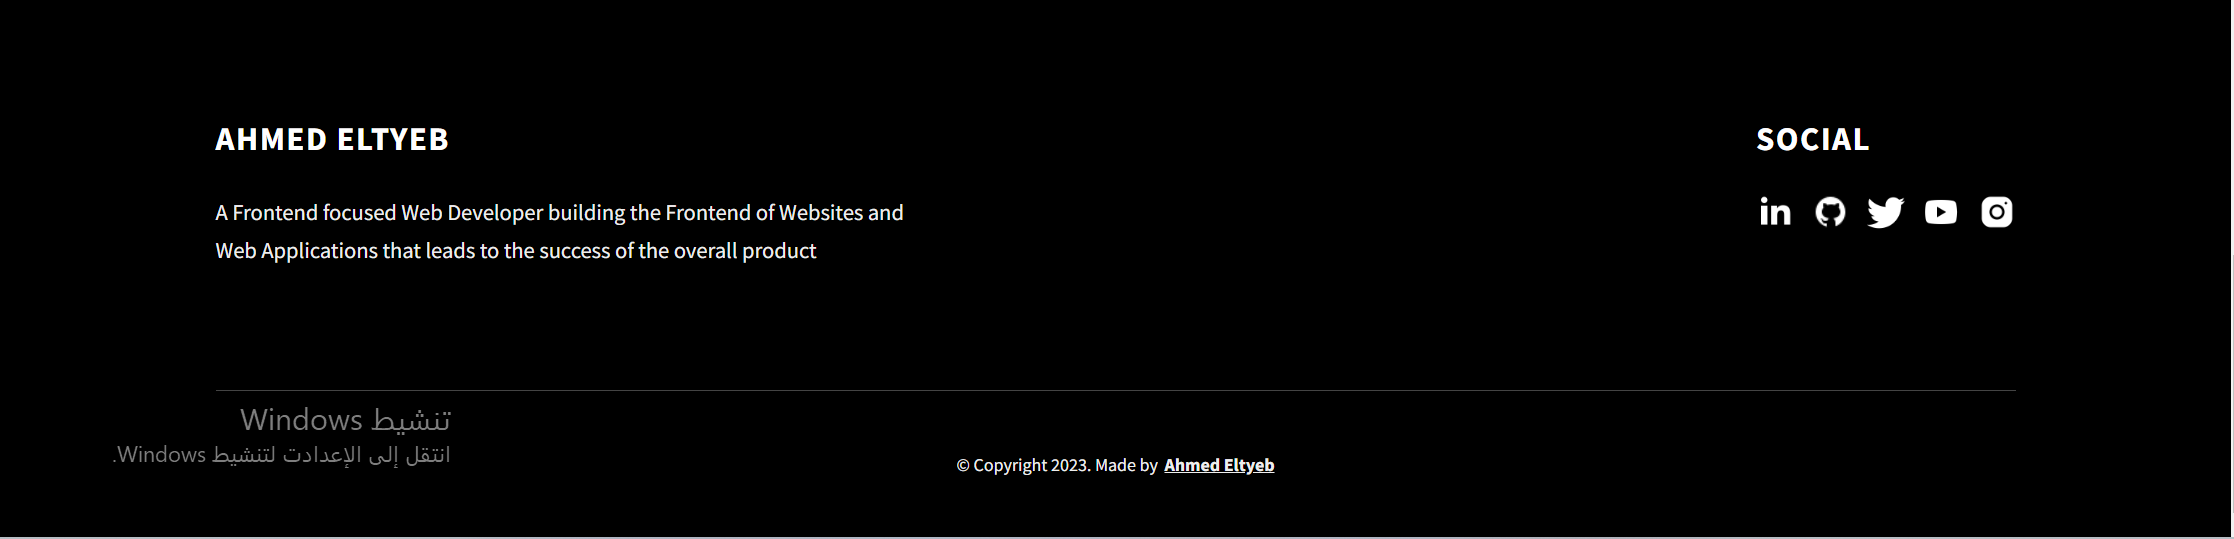 AHMED ELTYEB
SOCIAL
A Frontend focused Web Developer building the Frontend of Websites and
Web Applications that leads to the success of the overall product
in
تنشيط Windows
انتقل إلى الإعدادت لتنشيط Windows.
© Copyright 2023. Made by Ahmed Eltyeb